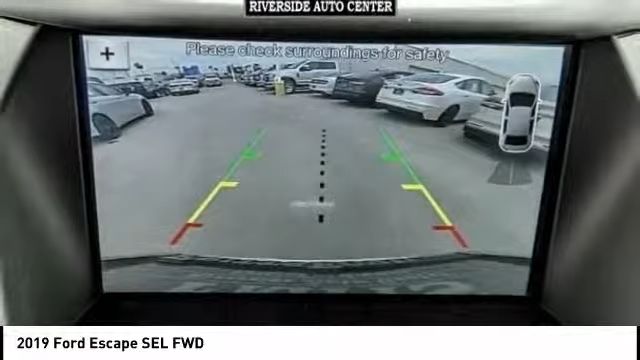 RIVERSIDE AUTO CENTER
+
Please check surroundings for safety
2019 Ford Escape SEL FWD